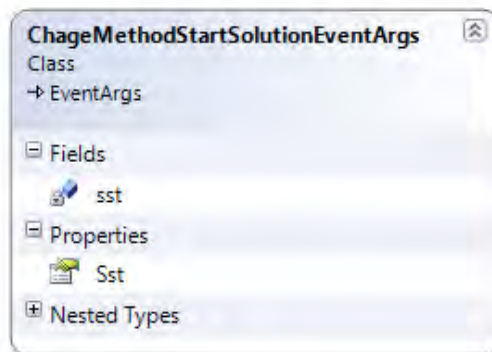 ChageMethodStartSolutionEventArgs
Class
EventArgs
Fields
sst
Properties
Sst
Nested Types